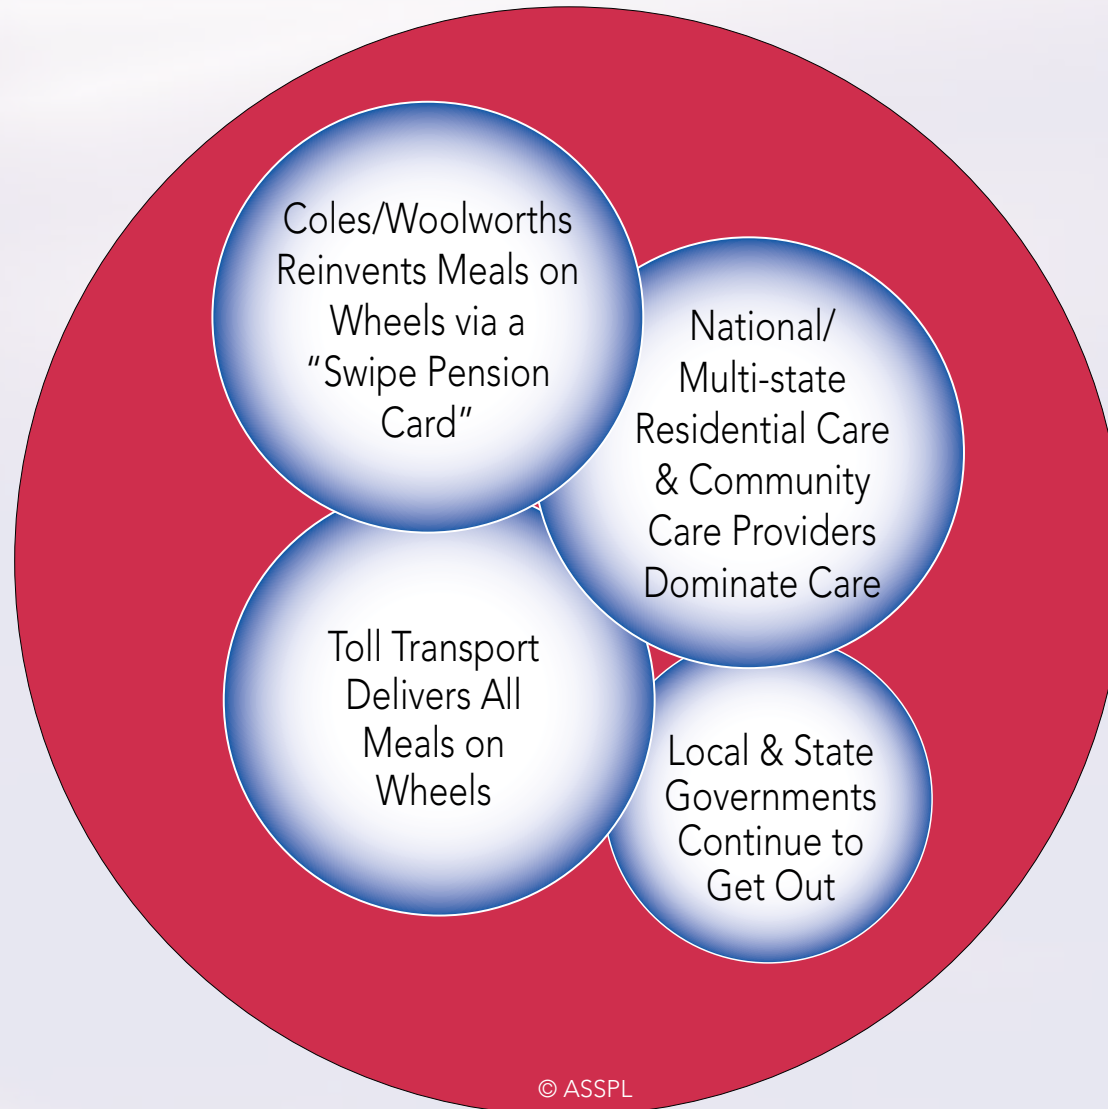 Coles/Woolworths
Reinvents Meals on
Wheels via a
“Swipe Pension
Card”
National/
Multi-state
Residential Care
& Community
Care Providers
Dominate Care
Toll Transport
Delivers All
Meals on
Wheels
Local & State
Governments
Continue to
Get Out
© ASSPL